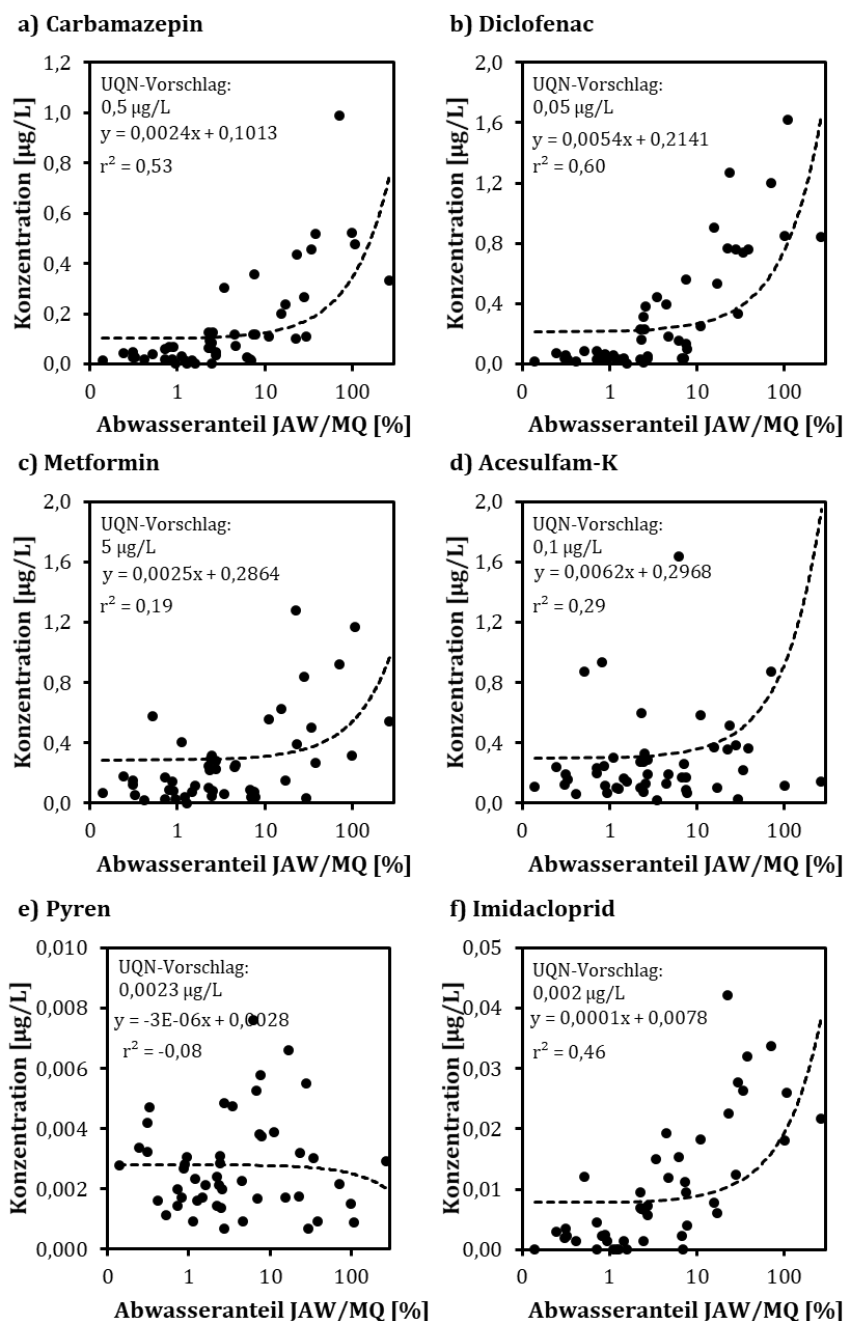 a) Carbamazepin
1,2
1,0
0,8
0,6
0,4
0,2
0,0
Konzentration [µg/L]
UQN-Vorschlag:
0,5 µg/L
y = 0,0024x + 0,1013
r² = 0,53
1
10
100
Abwasseranteil JAW/MQ [%]
b) Diclofenac
2,0
1,6
1,2
0,8
0,4
0,0
Konzentration [µg/L]
UQN-Vorschlag:
0,05 µg/L
y = 0,0054x + 0,2141
r² = 0,60
0
1
10
100
Abwasseranteil JAW/MQ [%]
c) Metformin
2,0
1,6
1,2
0,8
0,4
0,0
Konzentration [µg/L]
UQN-Vorschlag:
5 µg/L
y = 0,0025x + 0,2864
r² = 0,19
0
1
10
100
Abwasseranteil JAW/MQ [%]
d) Acesulfam-K
2,0
1,6
1,2
0,8
0,4
0,0
Konzentration [µg/L]
UQN-Vorschlag:
0,1 µg/L
y = 0,0062x + 0,2968
r² = 0,29
0
1
10
100
Abwasseranteil JAW/MQ [%]
e) Pyren
0,010
0,008
0,006
0,004
0,002
0,000
Konzentration [µg/L]
UQN-Vorschlag:
0,0023 µg/L
y = -3E-06x + 0,0028
r² = -0,08
0
1
10
100
Abwasseranteil JAW/MQ [%]
f) Imidacloprid
0,05
0,04
0,03
0,02
0,01
0,00
Konzentration [µg/L]
UQN-Vorschlag:
0,002 µg/L
y = 0,0001x + 0,0078
r² = 0,46
0
1
10
100
Abwasseranteil JAW/MQ [%]